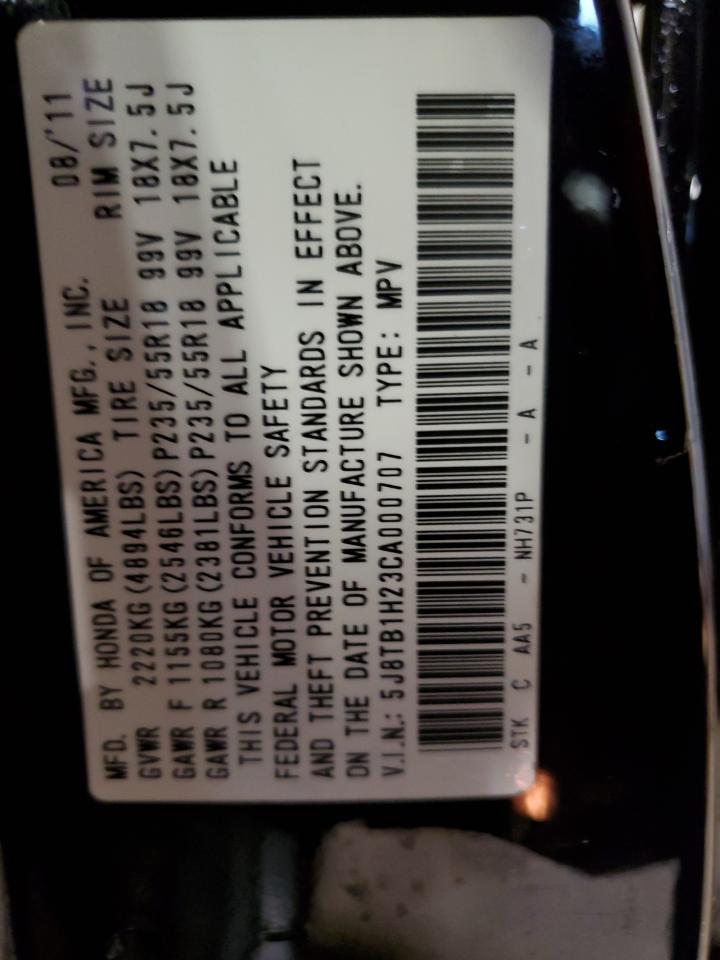 MFD. BY HONDA OF AMERICA MFG., INC. 08/'11
GVWR 2220KG(4894LBS) TIRE SIZE RIM SIZE
GAWR F 1155KG(2546LBS)P235/55R18 99V 18X7.5J
GAWR R 1080KG(2381LBS)P235/55R18 99V 18X7.5J
THIS VEHICLE CONFORMS TO ALL APPLICABLE
FEDERAL MOTOR VEHICLE SAFETY
AND THEFT PREVENTION STANDARDS IN EFFECT
ON THE DATE OF MANUFACTURE SHOWN ABOVE.
V.I.N.: 5J8TB1H23CA000707 TYPE: MPV
STK C AA5 - NH731P - A - A